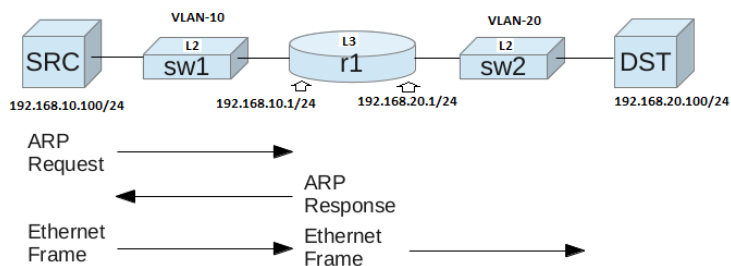 VLAN-10
VLAN-20
SRC
L2
sw1
L3
r1
L2
sw2
DST
192.168.10.100/24
192.168.10.1/24
192.168.20.1/24
192.168.20.100/24
ARP
Request
ARP
Response
Ethernet
Frame
Ethernet
Frame